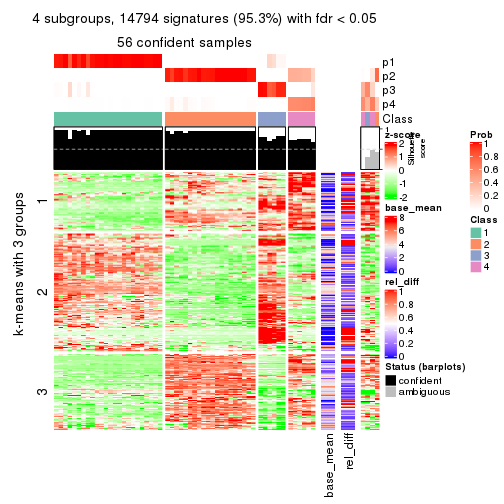 4 subgroups, 14794 signatures (95.3%) with fdr < 0.05
56 confident samples
p1
p2
p3
p4
Class
1
Silhouette
score
k-means with 3 groups
1
2
3
base_mean
rel_diff
z-score
2
1
0
-1
-2
base_mean
8
6
4
2
0
rel_diff
1
0.8
0.6
0.4
0.2
0
Status (barplots)
confident
ambiguous
Prob
1
0.8
0.6
0.4
0.2
0
Class
1
2
3
4